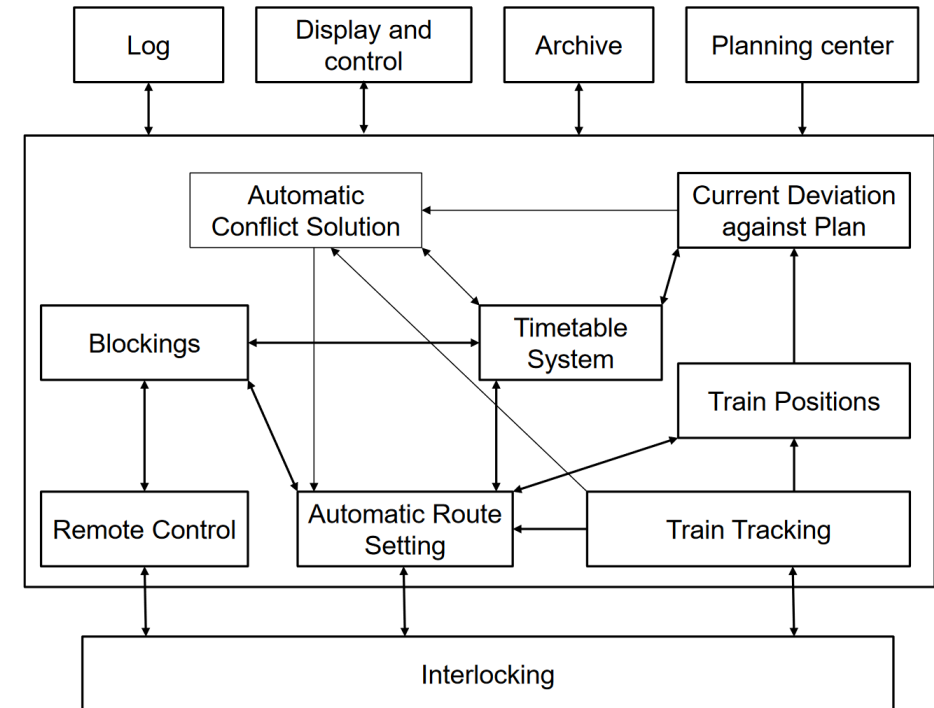 Log
Display and
control
Archive
Planning center
Automatic
Conflict Solution
Current Deviation
against Plan
Blockings
Timetable
System
Train Positions
Remote Control
Automatic Route
Setting
Train Tracking
Interlocking